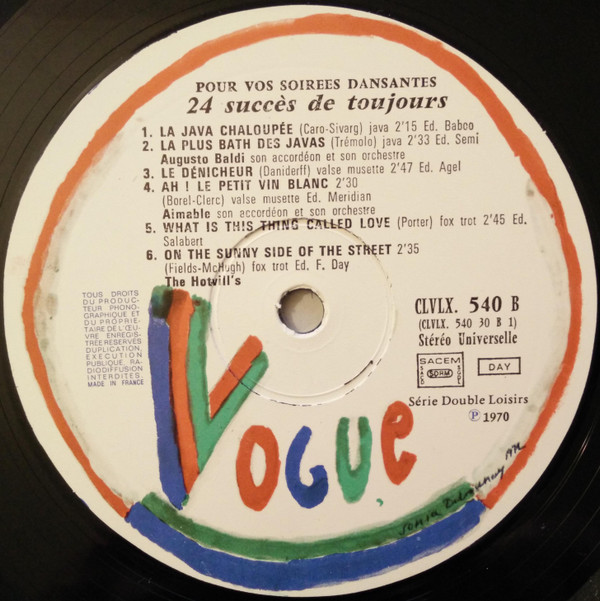 POUR VOS SOIREES DANSANTES
24 succès de toujours
1. LA JAVA CHALOUPÉE (Caro-Sivarg) java 2'15 Ed. Baboo
2. LA PLUS BATH DES JAVAS (Trémolo) java 2'33 Ed. Semi
Augusto Baldi son accordéon et son orchestre
3. LE DÉNICHEUR (Daniderff) valse musette 2'47 Ed. Agel
4. AH ! LE PETIT VIN BLANC 2'30
(Borel-Clerc) valse musette Ed. Meridian
Aimable son accordéon et son orchestre
5. WHAT IS THIS THING CALLED LOVE (Porter) fox trot 2'45 Ed.
Salabert
6. ON THE SUNNY SIDE OF THE STREET 2'35
(Fields-McHugh) fox trot Ed. F. Day
The Hotwill's
TOUS DROITS
DU PRODUC-
TEUR PHONO-
GRAPHIQUE ET
DU PROPRIE-
TAIRE DE L'ŒU-
VRE ENREGIS-
TREE RESERVES
DUPLICATION,
EXECUTION
PUBLIQUE RA-
DIODIFFUSION
INTERDITES.
MADE IN FRANCE
CLVLX. 540 B
(CLVLX. 540 30 B 1)
Stéréo Universelle
SACEM
DAY
Série Double Loisirs
Ⓟ 1970
VOGUE
Sonia Delaunay